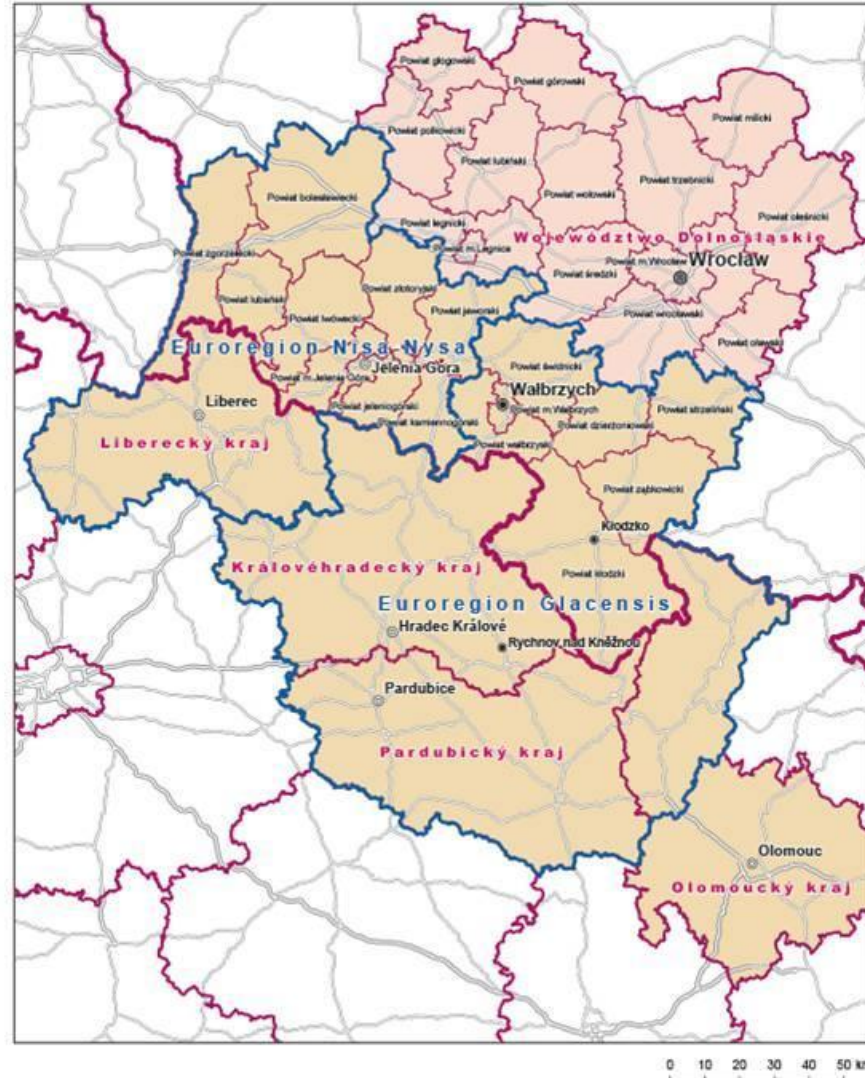 Powiat głogowski
Powiat górowski
Powiat milicki
Powiat polkowicki
Powiat lubiński
Powiat trzebnicki
Powiat wołowski
Powiat bolesławiecki
Powiat oleśnicki
Powiat legnicki
Województwo Dolnośląskie
Powiat m.Legnica
Powiat zgorzelecki
Powiat m.Wrocław
Wrocław
Powiat średzki
Powiat złotoryjski
Powiat lubański
Powiat lwówecki
Powiat jaworski
Powiat wrocławski
Powiat oławski
Euroregion Nisa-Nysa
Jelenia Góra
Powiat świdnicki
Powiat m.Jelenia Góra
Wałbrzych
Liberec
Powiat jeleniogórski
Powiat m.Wałbrzych
Powiat strzeliński
Powiat kamiennogórski
Powiat dzierżoniowski
Liberecký kraj
Powiat wałbrzyski
Powiat ząbkowicki
Kłodzko
Královéhradecký kraj
Powiat kłodzki
Euroregion Glacensis
Hradec Králové
Rychnov nad Kněžnou
Pardubice
Pardubický kraj
Olomouc
Olomoucký kraj
0 10 20 30 40 50